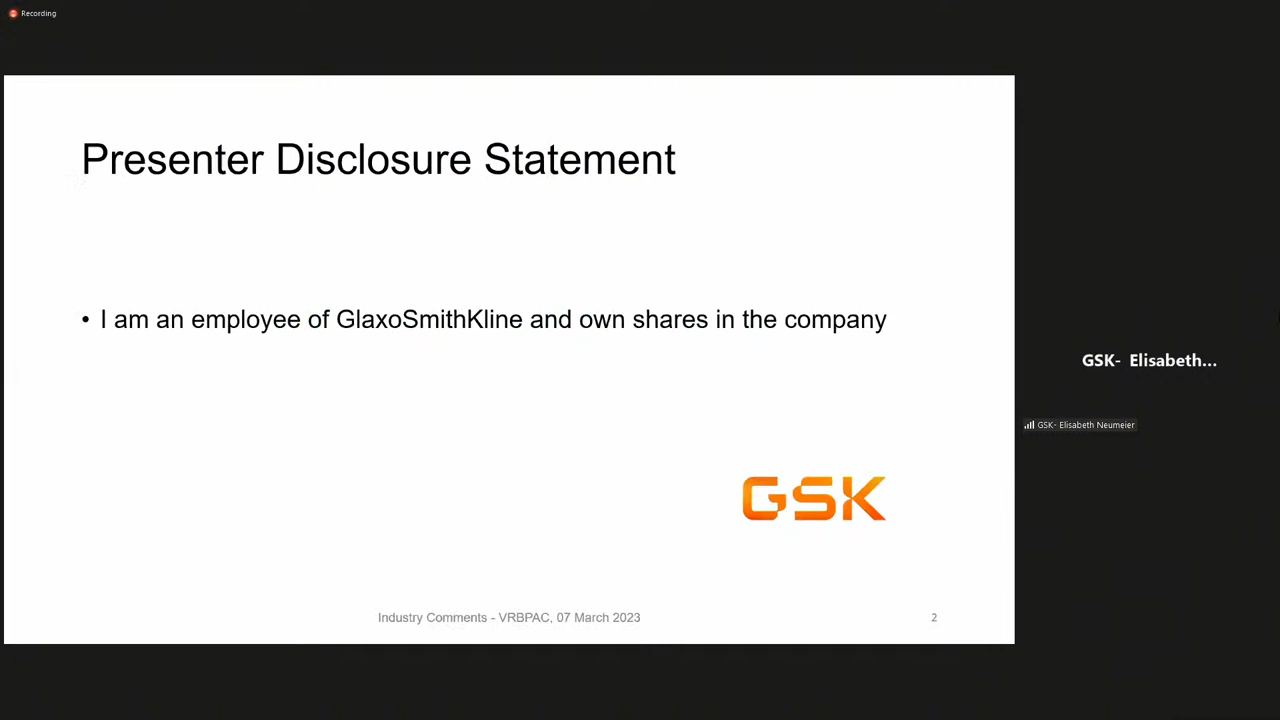 Recording
Presenter Disclosure Statement
• I am an employee of GlaxoSmithKline and own shares in the company
GSK- Elisabeth...
GSK- Elisabeth Neumeier
GSK
Industry Comments - VRBPAC, 07 March 2023
2